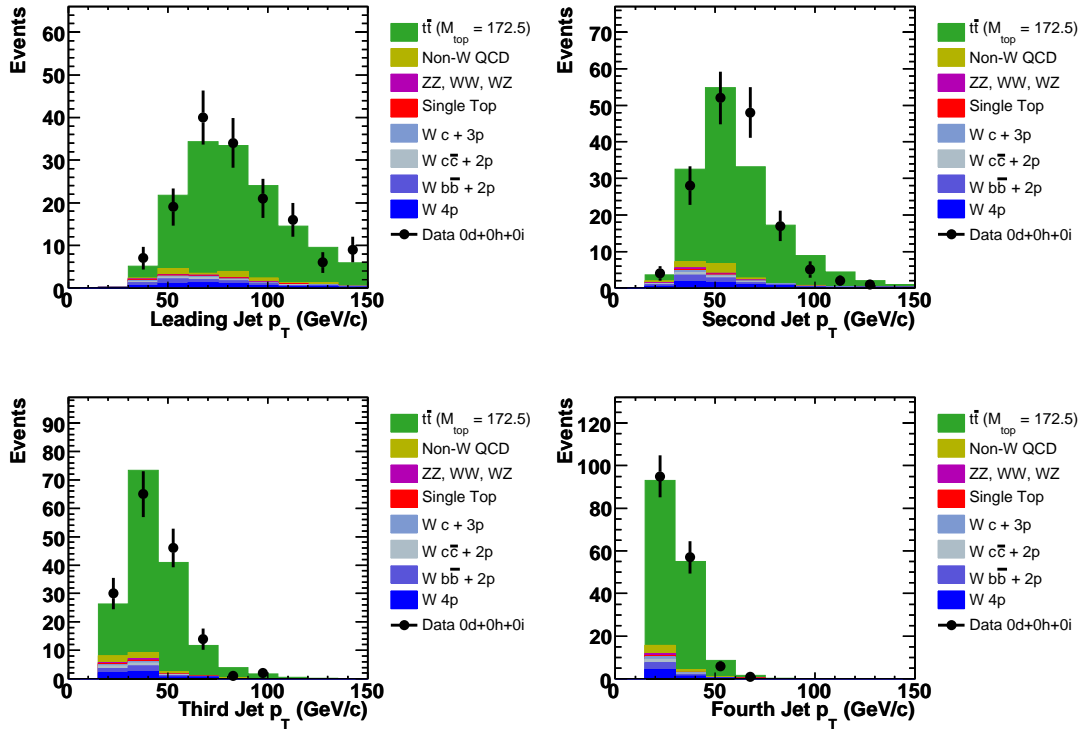 Events
60
50
40
30
20
10
0
0 50 100 150
Leading Jet p_T (GeV/c)
tt̄ (M_top = 172.5)
Non-W QCD
ZZ, WW, WZ
Single Top
W c + 3p
W cc̄ + 2p
W bb̄ + 2p
W 4p
Data 0d+0h+0i
Events
70
60
50
40
30
20
10
0
0 50 100 150
Second Jet p_T (GeV/c)
tt̄ (M_top = 172.5)
Non-W QCD
ZZ, WW, WZ
Single Top
W c + 3p
W cc̄ + 2p
W bb̄ + 2p
W 4p
Data 0d+0h+0i
Events
90
80
70
60
50
40
30
20
10
0
0 50 100 150
Third Jet p_T (GeV/c)
tt̄ (M_top = 172.5)
Non-W QCD
ZZ, WW, WZ
Single Top
W c + 3p
W cc̄ + 2p
W bb̄ + 2p
W 4p
Data 0d+0h+0i
Events
120
100
80
60
40
20
0
0 50 100 150
Fourth Jet p_T (GeV/c)
tt̄ (M_top = 172.5)
Non-W QCD
ZZ, WW, WZ
Single Top
W c + 3p
W cc̄ + 2p
W bb̄ + 2p
W 4p
Data 0d+0h+0i